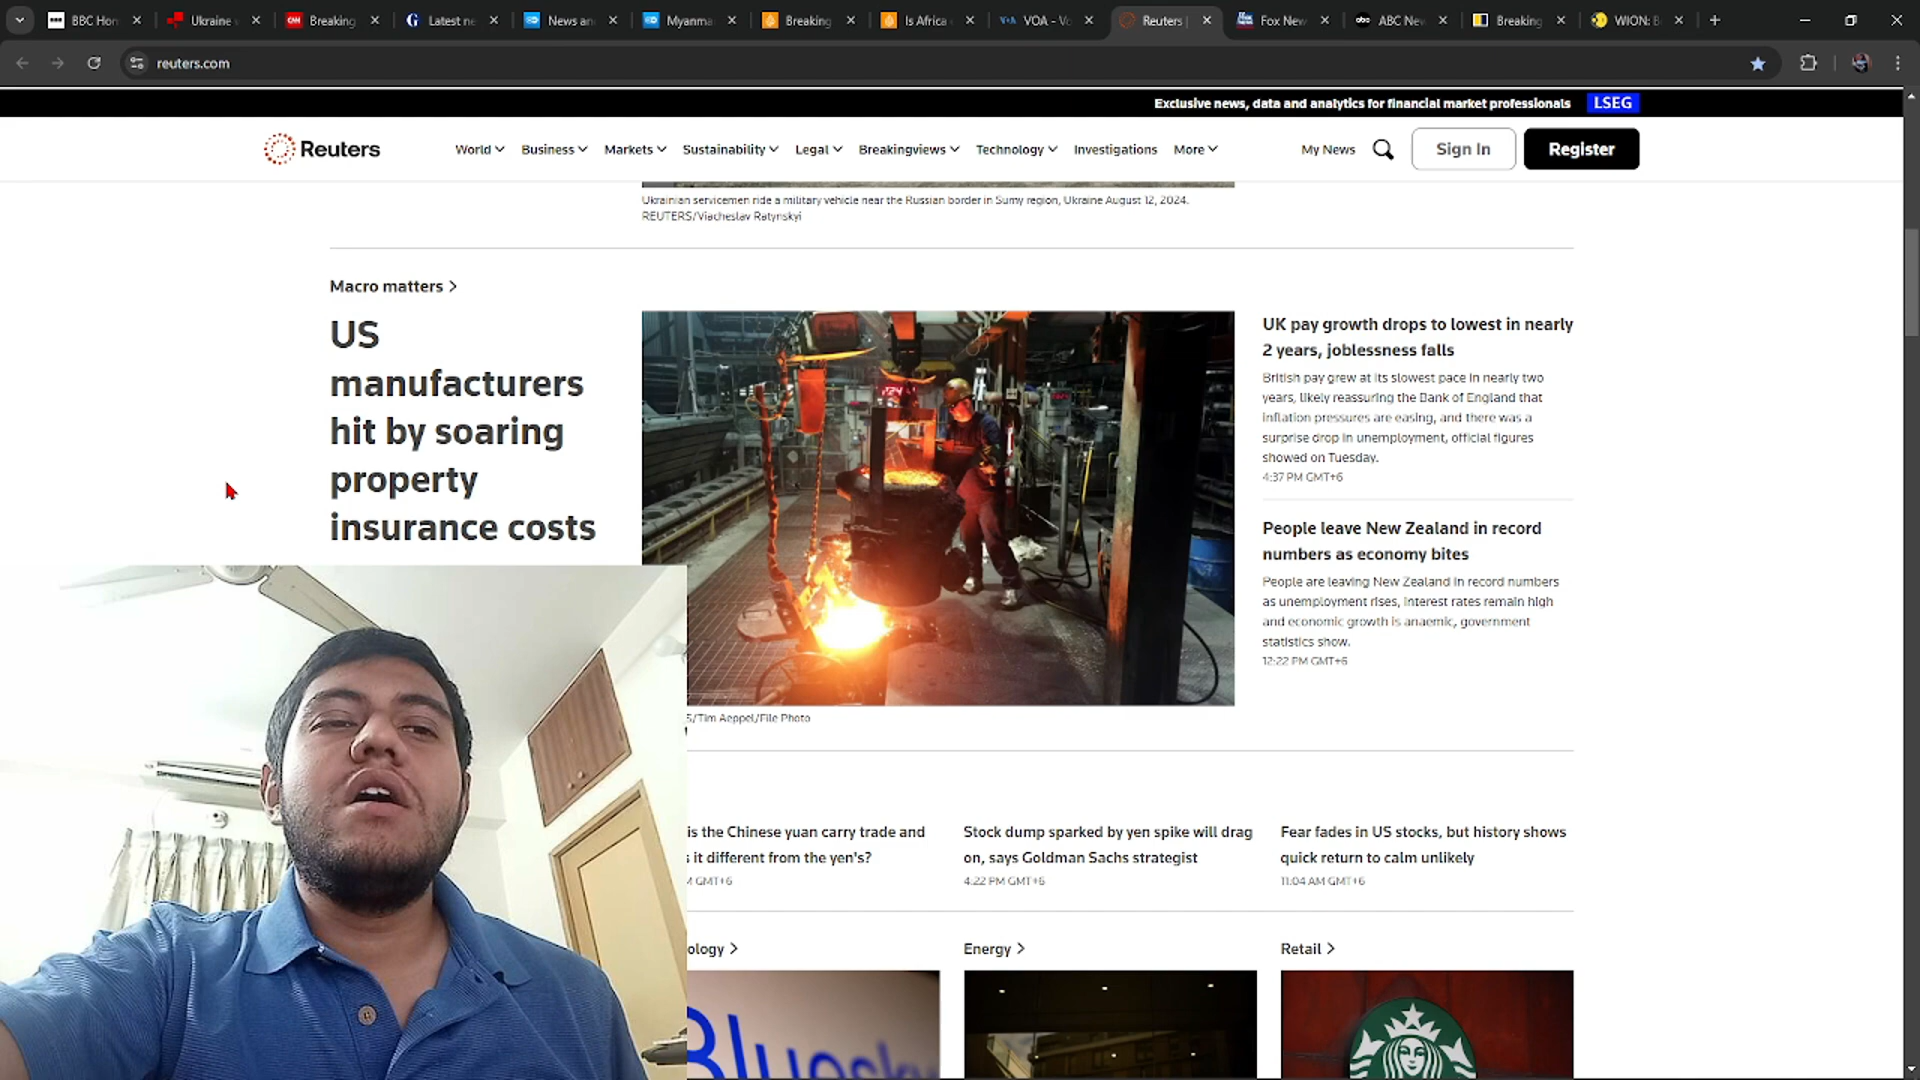 BBC Hom
Ukraine w
Breaking
Latest ne
News an
Myanma
Breaking
Is Africa
VOA - Vo
Reuters |
Fox New
ABC New
Breaking
WION: B
reuters.com
Exclusive news, data and analytics for financial market professionals LSEG
Reuters
World Business Markets Sustainability Legal Breakingviews Technology Investigations More
My News Sign In Register
Ukrainian servicemen ride a military vehicle near the Russian border in Sumy region, Ukraine August 12, 2024.
REUTERS/Viacheslav Ratynskyi
Macro matters
US
manufacturers
hit by soaring
property
insurance costs
S/Tim Aeppel/File Photo
UK pay growth drops to lowest in nearly
2 years, joblessness falls
British pay grew at its slowest pace in nearly two
years, likely reassuring the Bank of England that
inflation pressures are easing, and there was a
surprise drop in unemployment, official figures
showed on Tuesday.
4:37 PM GMT+6
People leave New Zealand in record
numbers as economy bites
People are leaving New Zealand in record numbers
as unemployment rises, interest rates remain high
and economic growth is anaemic, government
statistics show.
12:22 PM GMT+6
is the Chinese yuan carry trade and
s it different from the yen's?
M GMT+6
Stock dump sparked by yen spike will drag
on, says Goldman Sachs strategist
4:22 PM GMT+6
Fear fades in US stocks, but history shows
quick return to calm unlikely
11:04 AM GMT+6
ology
Energy
Retail
Bluesky